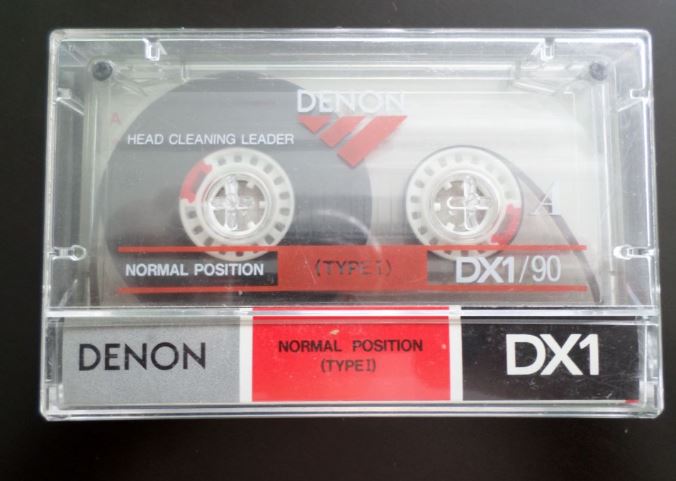 DENON
A
HEAD CLEANING LEADER
A
NORMAL POSITION (TYPE I) DX1/90
DENON NORMAL POSITION DX1
(TYPE I)